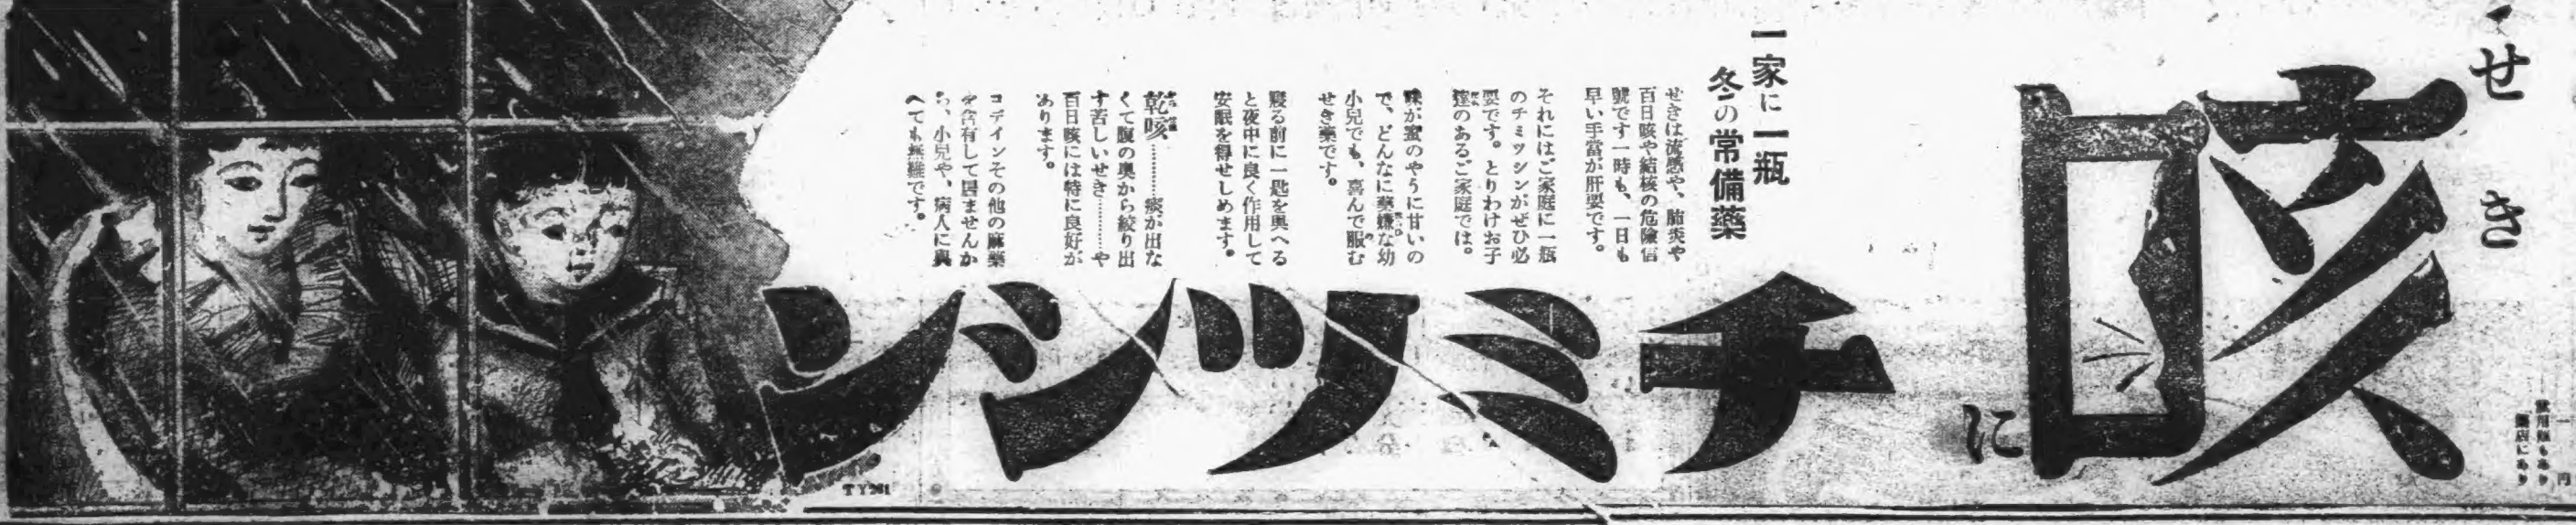 せき
咳
に
チミツシン
一家に一瓶
冬の常備藥
せきは流感や、肺炎や
百日咳や結核の危險信
號です一時も、一日も
早い手當が肝要です。
それにはご家庭に一瓶
のチミツシンがぜひ必
要です。とりわけお子
達のあるご家庭では。
味が蜜のやうに甘いの
で、どんなに藥嫌な幼
小兒でも、喜んで服む
せき藥です。
寢る前に一匙を與へる
と夜中に良く作用して
安眠を得せしめます。
乾咳…………痰が出な
くて腹の奥から絞り出
す苦しいせき………や
百日咳には特に良好が
あります。
コデインその他の麻藥
を含有して居ませんか
ら、小兒や、病人に與
へても無難です。
藥店にあり
TY261